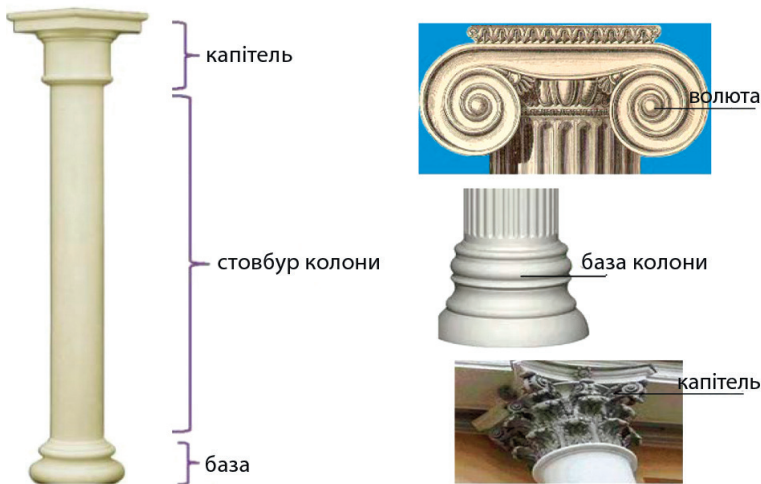 капітель
стовбур колони
база
волюта
база колони
капітель